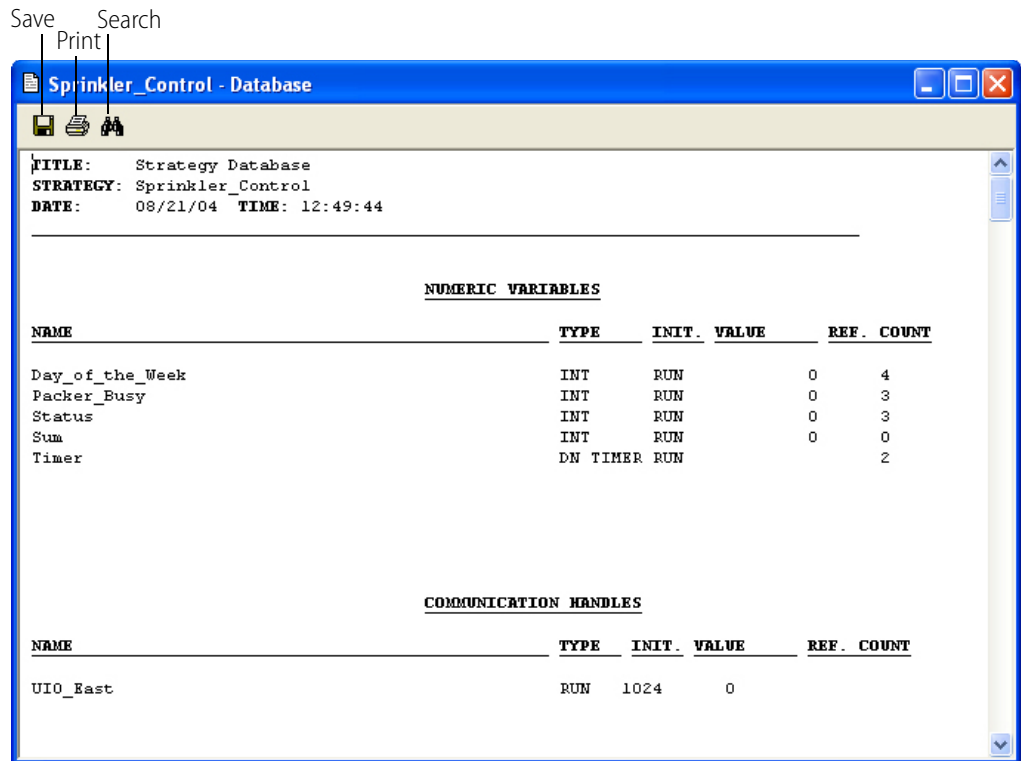 Save Search
Print
Sprinkler_Control - Database
TITLE: Strategy Database
STRATEGY: Sprinkler_Control
DATE: 08/21/04 TIME: 12:49:44
NUMERIC VARIABLES
NAME TYPE INIT. VALUE REF. COUNT
Day_of_the_Week INT RUN 0 4
Packer_Busy INT RUN 0 3
Status INT RUN 0 3
Sum INT RUN 0 0
Timer DN TIMER RUN 2
COMMUNICATION HANDLES
NAME TYPE INIT. VALUE REF. COUNT
UIO_East RUN 1024 0